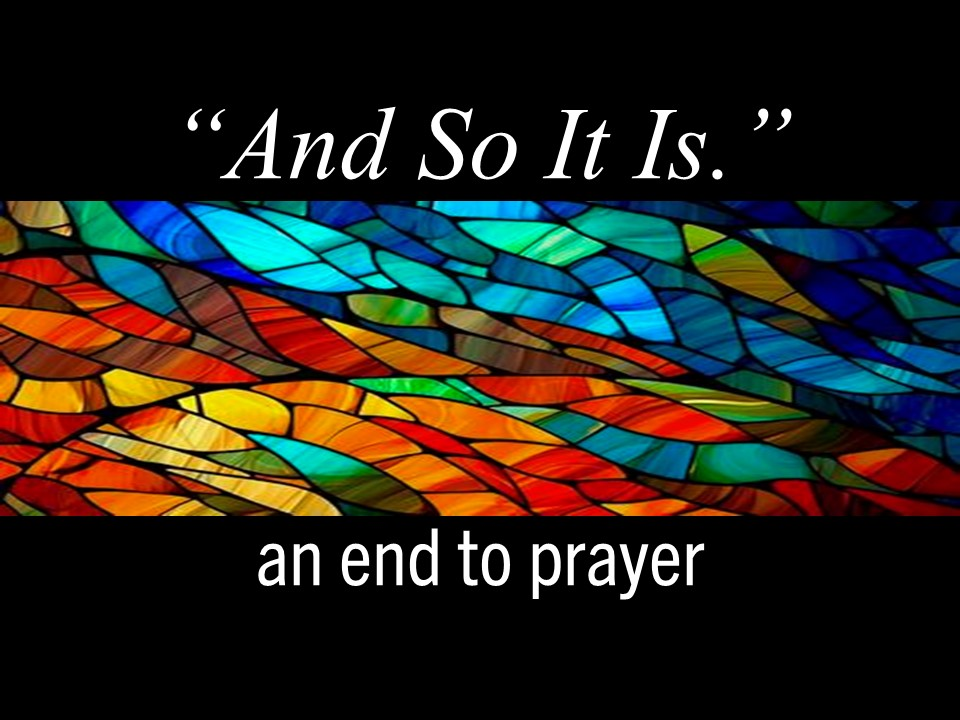 “And So It Is.”
an end to prayer